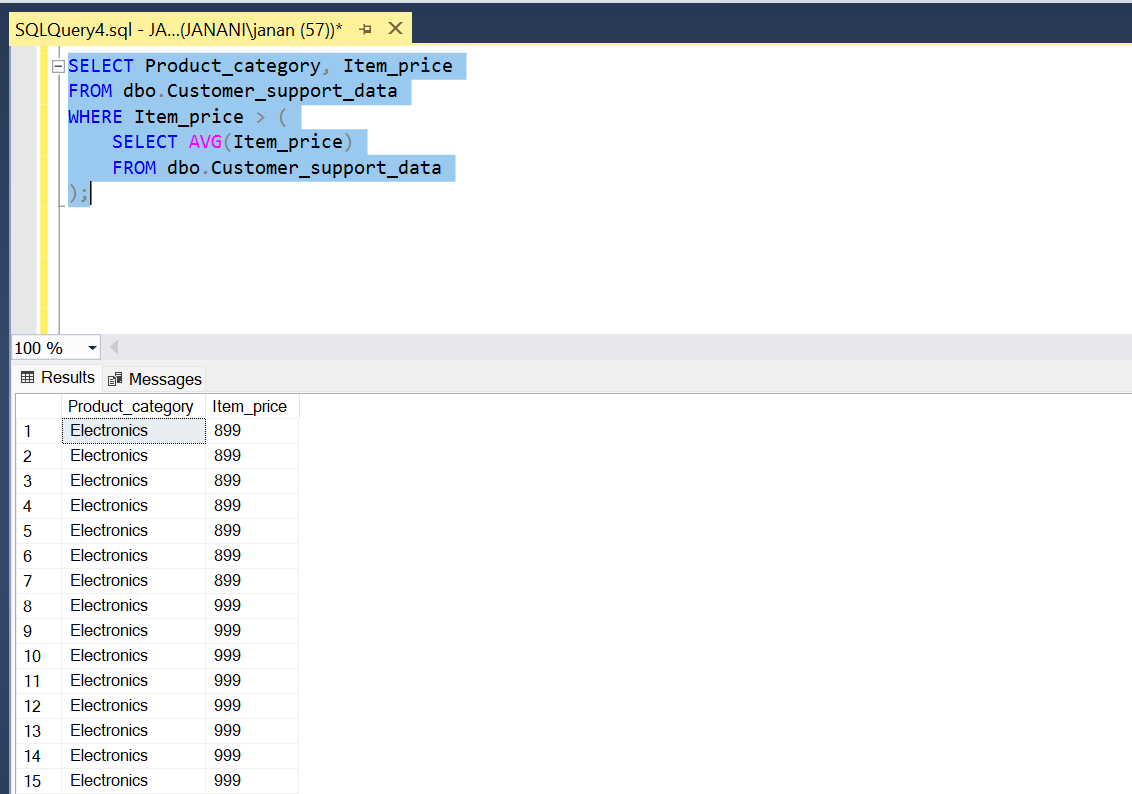 SQLQuery4.sql - JA...(JANANI\janan (57))*
SELECT Product_category, Item_price
FROM dbo.Customer_support_data
WHERE Item_price > (
SELECT AVG(Item_price)
FROM dbo.Customer_support_data
);
100 %
Results Messages
Product_category Item_price
1 Electronics 899
2 Electronics 899
3 Electronics 899
4 Electronics 899
5 Electronics 899
6 Electronics 899
7 Electronics 899
8 Electronics 999
9 Electronics 999
10 Electronics 999
11 Electronics 999
12 Electronics 999
13 Electronics 999
14 Electronics 999
15 Electronics 999